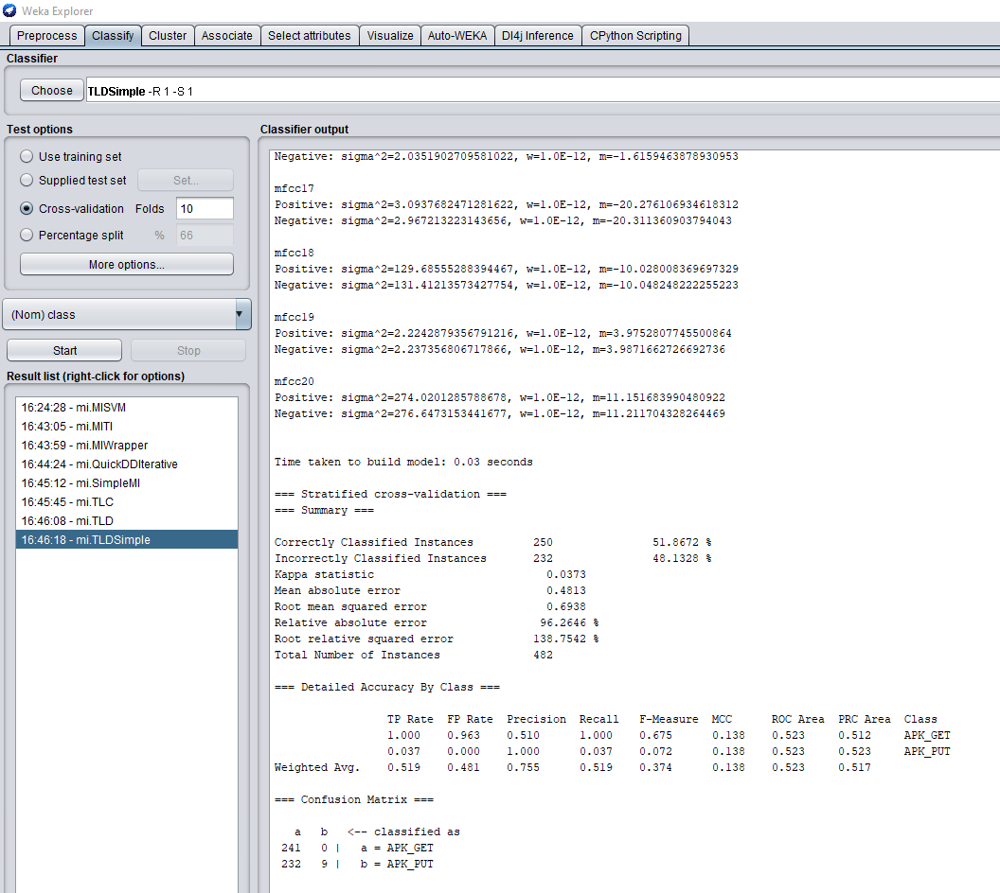 Weka Explorer
Preprocess Classify Cluster Associate Select attributes Visualize Auto-WEKA Dl4j Inference CPython Scripting
Classifier
Choose TLDSimple -R 1 -S 1
Test options
Use training set
Supplied test set Set...
Cross-validation Folds 10
Percentage split % 66
More options...
(Nom) class
Start Stop
Result list (right-click for options)
16:24:28 - mi.MISVM
16:43:05 - mi.MITI
16:43:59 - mi.MIWrapper
16:44:24 - mi.QuickDDIterative
16:45:12 - mi.SimpleMI
16:45:45 - mi.TLC
16:46:08 - mi.TLD
16:46:18 - mi.TLDSimple
Classifier output
Negative: sigma^2=2.0351902709581022, w=1.0E-12, m=-1.6159463878930953
mfcc17
Positive: sigma^2=3.0937682471281622, w=1.0E-12, m=-20.276106934618312
Negative: sigma^2=2.967213223143656, w=1.0E-12, m=-20.311360903794043
mfcc18
Positive: sigma^2=129.68555288394467, w=1.0E-12, m=-10.028008369697329
Negative: sigma^2=131.41213573427754, w=1.0E-12, m=-10.048248222255223
mfcc19
Positive: sigma^2=2.2242879356791216, w=1.0E-12, m=3.9752807745500864
Negative: sigma^2=2.237356806717866, w=1.0E-12, m=3.9871662726692736
mfcc20
Positive: sigma^2=274.0201285788678, w=1.0E-12, m=11.151683990480922
Negative: sigma^2=276.6473153441677, w=1.0E-12, m=11.211704328264469
Time taken to build model: 0.03 seconds
=== Stratified cross-validation ===
=== Summary ===
Correctly Classified Instances 250 51.8672 %
Incorrectly Classified Instances 232 48.1328 %
Kappa statistic 0.0373
Mean absolute error 0.4813
Root mean squared error 0.6938
Relative absolute error 96.2646 %
Root relative squared error 138.7542 %
Total Number of Instances 482
=== Detailed Accuracy By Class ===
TP Rate FP Rate Precision Recall F-Measure MCC ROC Area PRC Area Class
1.000 0.963 0.510 1.000 0.675 0.138 0.523 0.512 APK_GET
0.037 0.000 1.000 0.037 0.072 0.138 0.523 0.523 APK_PUT
Weighted Avg. 0.519 0.481 0.755 0.519 0.374 0.138 0.523 0.517
=== Confusion Matrix ===
a b <-- classified as
241 0 | a = APK_GET
232 9 | b = APK_PUT